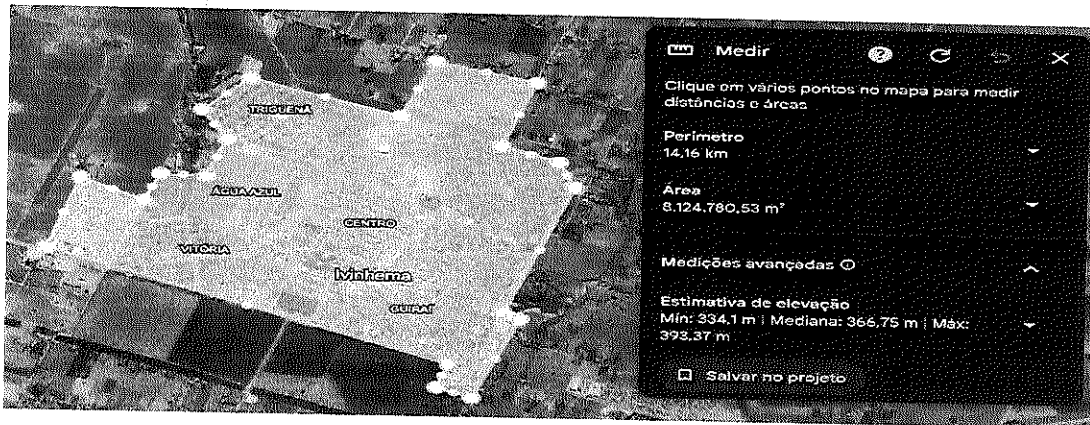 TRIGUENÃ
ÁGUA AZUL
CENTRO
VITÓRIA
Ivinhema
GUIRAÍ
Medir
Clique em vários pontos no mapa para medir
distâncias e áreas
Perímetro
14,16 km
Área
8.124.780,53 m²
Medições avançadas
Estimativa de elevação
Mín: 334,1 m | Mediana: 366,75 m | Máx:
393,37 m
Salvar no projeto